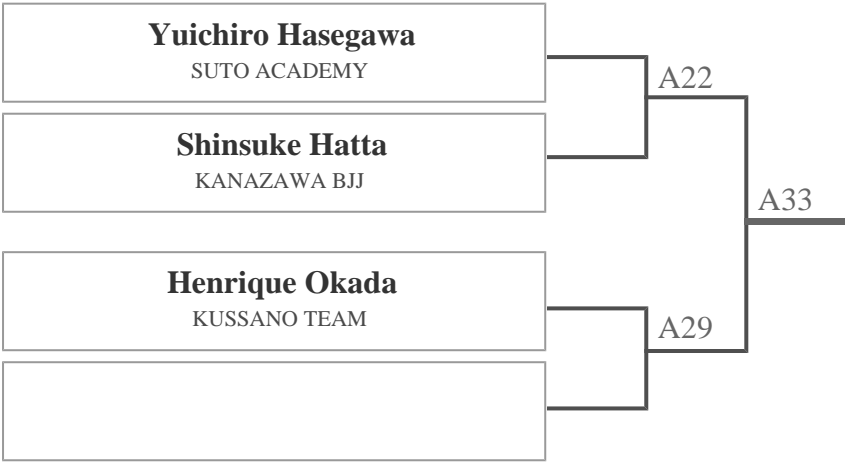 Yuichiro Hasegawa
SUTO ACADEMY
A22
Shinsuke Hatta
KANAZAWA BJJ
A33
Henrique Okada
KUSSANO TEAM
A29